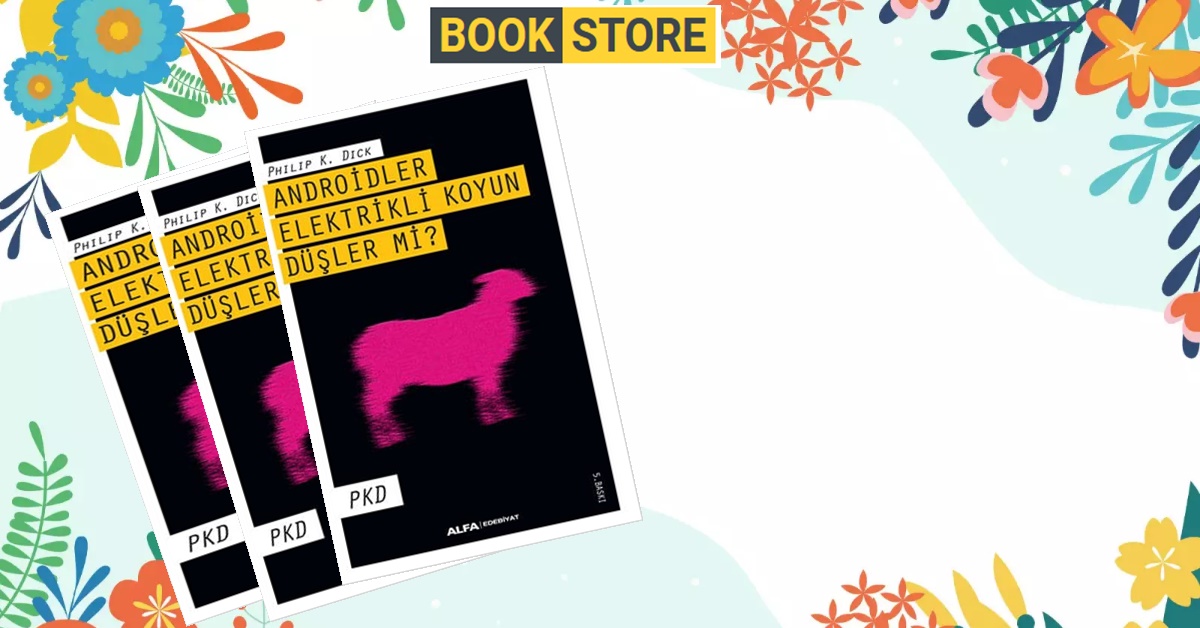 BOOK STORE
PHILIP K.
ANDRO
ELEKT
DÜŞL
PKD
PHILIP K. DIC
ANDROİ
ELEKTR
DÜŞLER
PKD
PHILIP K. DICK
ANDROİDLER
ELEKTRİKLİ KOYUN
DÜŞLER Mİ?
PKD
5.BASKI
ALFA | EDEBİYAT